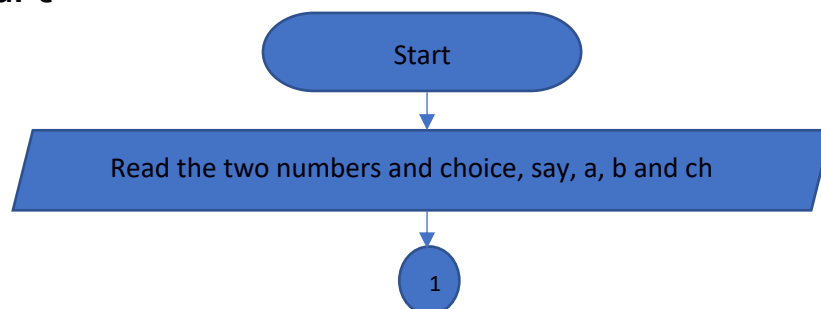 Start
Read the two numbers and choice, say, a, b and ch
1